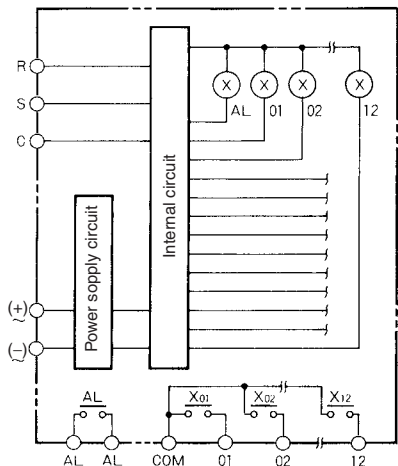 R
X X X X
S
AL 01 02 12
C
Internal circuit
Power sopply circuit
(+)
(−)
AL X01 X02 X12
AL AL COM 01 02 12